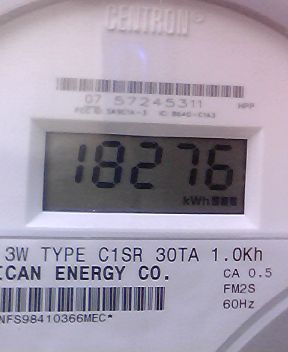 CENTRON®
07 57245311 HPP
18276
kWh
3W TYPE C1SR 30TA 1.0Kh
ICAN ENERGY CO. CA 0.5
FM2S
NFS98410366MEC* 60Hz